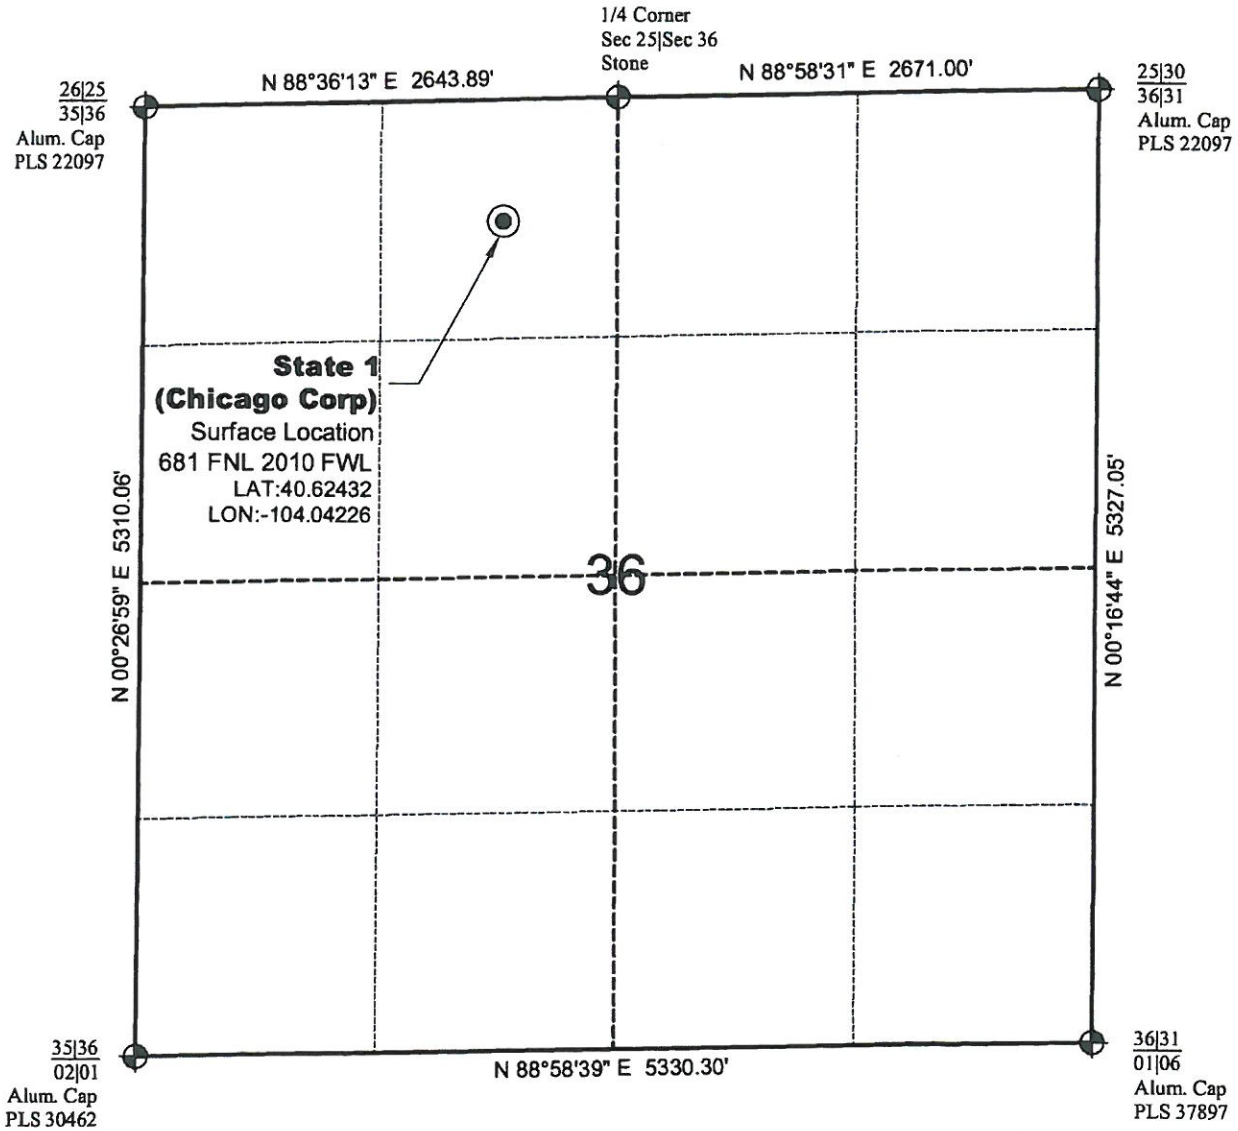 1/4 Corner
Sec 25|Sec 36
Stone
N 88°36'13" E 2643.89'
N 88°58'31" E 2671.00'
26|25
35|36
Alum. Cap
PLS 22097
25|30
36|31
Alum. Cap
PLS 22097
State 1
(Chicago Corp)
Surface Location
681 FNL 2010 FWL
LAT:40.62432
LON:-104.04226
N 00°26'59" E 5310.06'
36
N 00°16'44" E 5327.05'
35|36
02|01
Alum. Cap
PLS 30462
N 88°58'39" E 5330.30'
36|31
01|06
Alum. Cap
PLS 37897